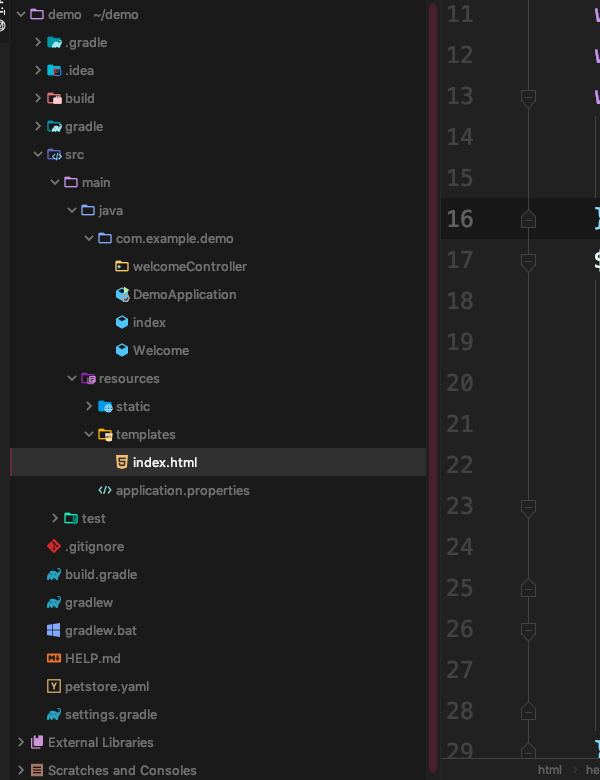 demo ~/demo
.gradle
.idea
build
gradle
src
main
java
com.example.demo
welcomeController
DemoApplication
index
Welcome
resources
static
templates
index.html
application.properties
test
.gitignore
build.gradle
gradlew
gradlew.bat
HELP.md
petstore.yaml
settings.gradle
External Libraries
Scratches and Consoles
11
12
13
14
15
16
17
18
19
20
21
22
23
24
25
26
27
28
29
html